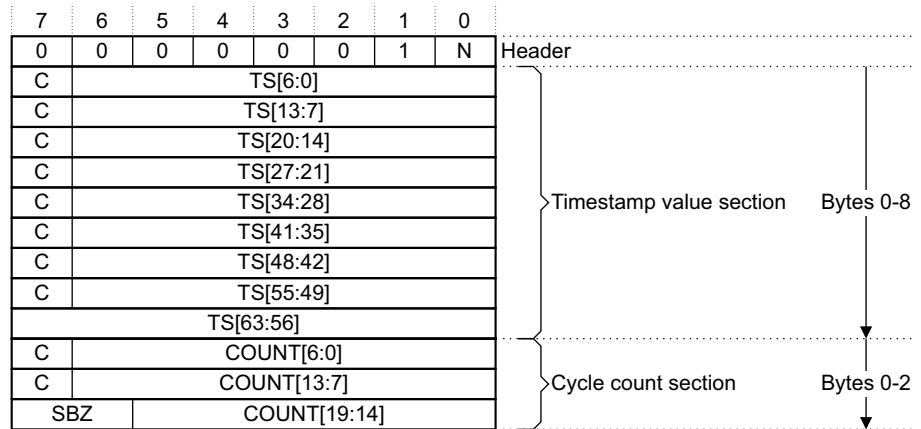 7 6 5 4 3 2 1 0
0 0 0 0 0 0 1 N Header
C TS[6:0]
C TS[13:7]
C TS[20:14]
C TS[27:21]
C TS[34:28] Timestamp value section Bytes 0-8
C TS[41:35]
C TS[48:42]
C TS[55:49]
TS[63:56]
C COUNT[6:0]
C COUNT[13:7] Cycle count section Bytes 0-2
SBZ COUNT[19:14]